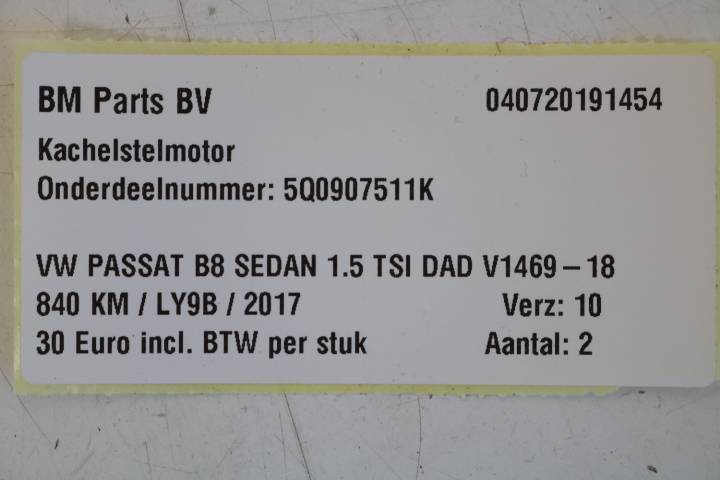 BM Parts BV 040720191454
Kachelstelmotor
Onderdeelnummer: 5Q0907511K
VW PASSAT B8 SEDAN 1.5 TSI DAD V1469-18
840 KM / LY9B / 2017 Verz: 10
30 Euro incl. BTW per stuk Aantal: 2